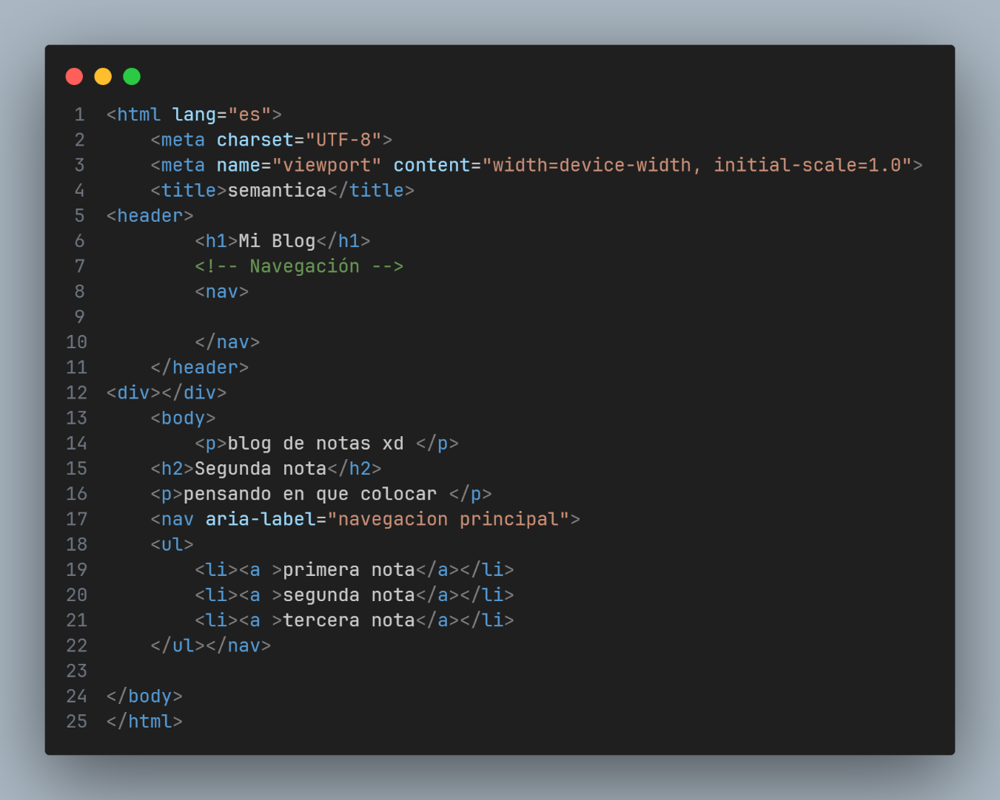 1 <html lang="es">
2     <meta charset="UTF-8">
3     <meta name="viewport" content="width=device-width, initial-scale=1.0">
4     <title>semantica</title>
5 <header>
6         <h1>Mi Blog</h1>
7         <!-- Navegación -->
8         <nav>
9
10         </nav>
11     </header>
12 <div></div>
13     <body>
14         <p>blog de notas xd </p>
15     <h2>Segunda nota</h2>
16     <p>pensando en que colocar </p>
17     <nav aria-label="navegacion principal">
18     <ul>
19         <li><a >primera nota</a></li>
20         <li><a >segunda nota</a></li>
21         <li><a >tercera nota</a></li>
22     </ul></nav>
23
24 </body>
25 </html>